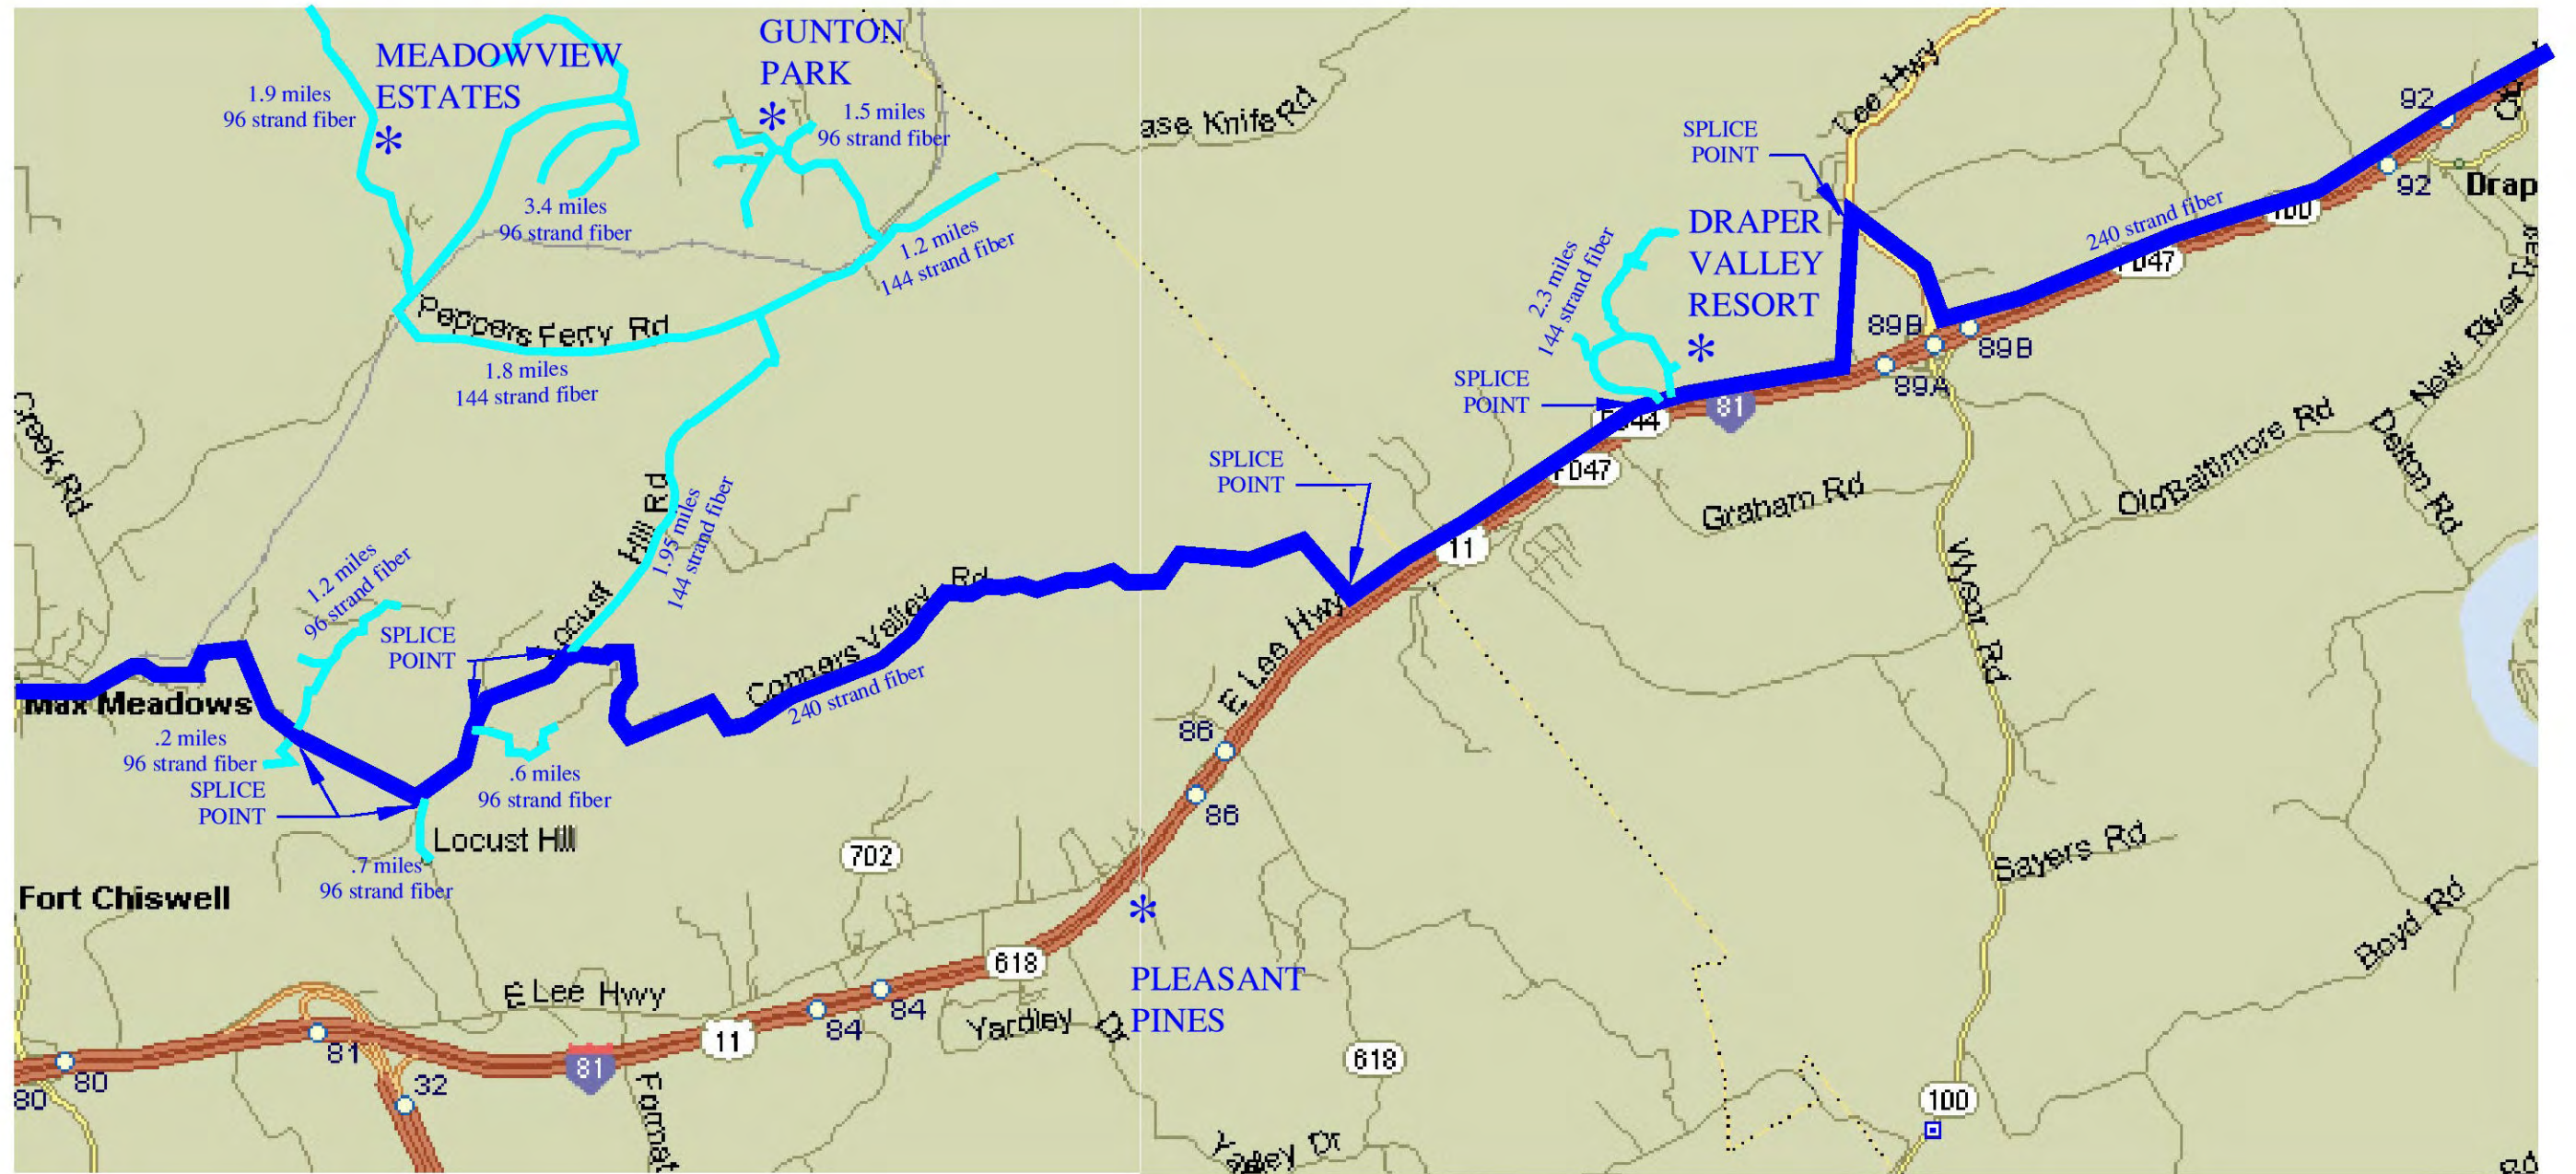 MEADOWVIEW
ESTATES
GUNTON
PARK
1.9 miles
96 strand fiber
1.5 miles
96 strand fiber
3.4 miles
96 strand fiber
1.2 miles
144 strand fiber
ase Knife Rd
Lee Hwy
SPLICE
POINT
92
92
Drap
DRAPER
VALLEY
RESORT
2.3 miles
144 strand fiber
240 strand fiber
100
FD47
New River
89B
89B
89A
Peppers Ferry Rd
1.8 miles
144 strand fiber
SPLICE
POINT
81
FD47
Creek Rd
SPLICE
POINT
Graham Rd
Old Baltimore Rd
Delton Rd
11
Locust Hill Rd
1.95 miles
144 strand fiber
1.2 miles
96 strand fiber
SPLICE
POINT
Conners Valley Rd
240 strand fiber
E Lee Hwy
Wysor Rd
Max Meadows
.2 miles
96 strand fiber
SPLICE
POINT
.6 miles
96 strand fiber
86
86
Locust Hill
.7 miles
96 strand fiber
702
Sayers Rd
Fort Chiswell
Boyd Rd
618
PLEASANT
PINES
E Lee Hwy
84
84
Yardley Dr
11
81
81
80
80
32
618
100